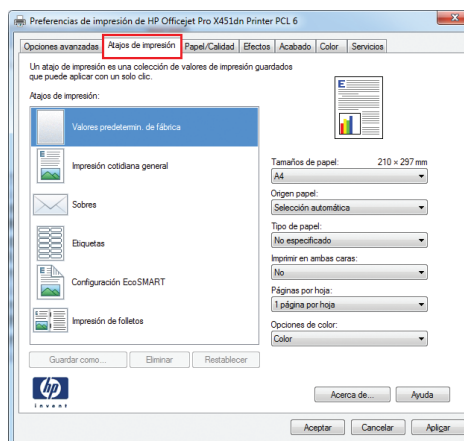 Preferencias de impresión de HP Officejet Pro X451dn Printer PCL 6
Opciones avanzadas Atajos de impresión Papel/Calidad Efectos Acabado Color Servicios
Un atajo de impresión es una colección de valores de impresión guardados
que puede aplicar con un solo clic.
Atajos de impresión:
Valores predetermin. de fábrica
Impresión cotidiana general
Sobres
Etiquetas
Configuración EcoSMART
Impresión de folletos
Guardar como... Eliminar Restablecer
E
Tamaños de papel: 210 × 297 mm
A4
Origen papel:
Selección automática
Tipo de papel:
No especificado
Imprimir en ambas caras:
No
Páginas por hoja:
1 página por hoja
Opciones de color:
Color
hp
invent
Acerca de... Ayuda
Aceptar Cancelar Aplicar